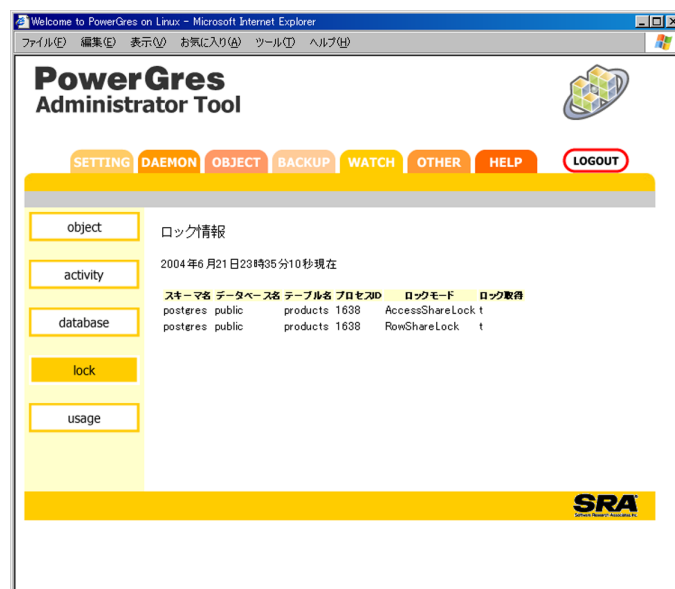 Welcome to PowerGres on Linux - Microsoft Internet Explorer
ファイル(F) 編集(E) 表示(V) お気に入り(A) ツール(T) ヘルプ(H)
PowerGres
Administrator Tool
SETTING DAEMON OBJECT BACKUP WATCH OTHER HELP LOGOUT
object
activity
database
lock
usage
ロック情報
2004年6月21日23時35分10秒現在
スキーマ名 データベース名 テーブル名 プロセスID ロックモード ロック取得
postgres public products 1638 AccessShareLock t
postgres public products 1638 RowShareLock t
SRA
Software Research Associates Inc.